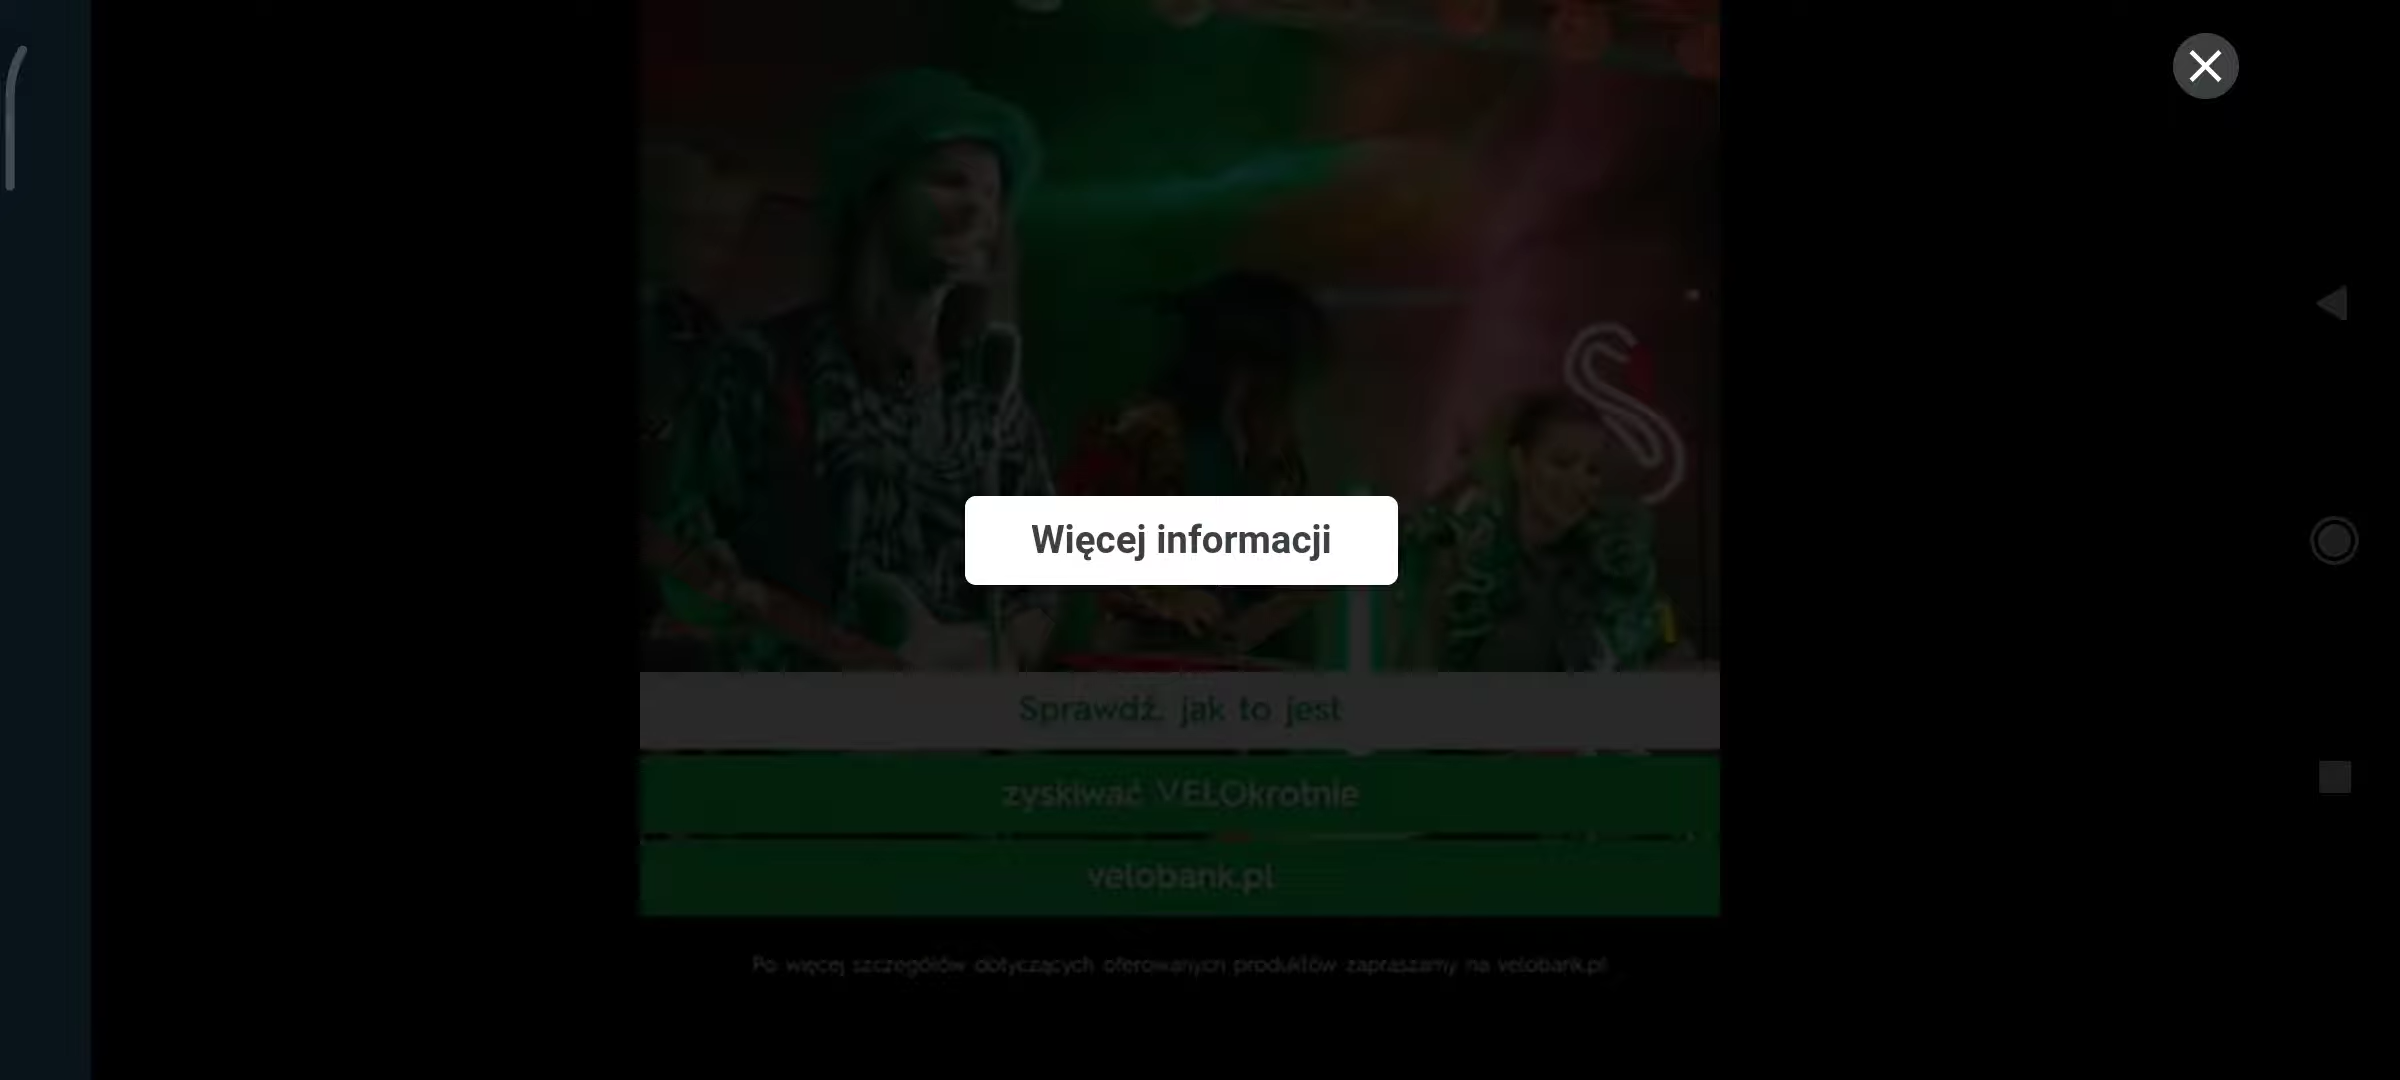 Więcej informacji
Sprawdź, jak to jest
zyskiwać VELOkrotnie
velobank.pl
Po więcej szczegółów dotyczących oferowanych produktów zapraszamy na velobank.pl